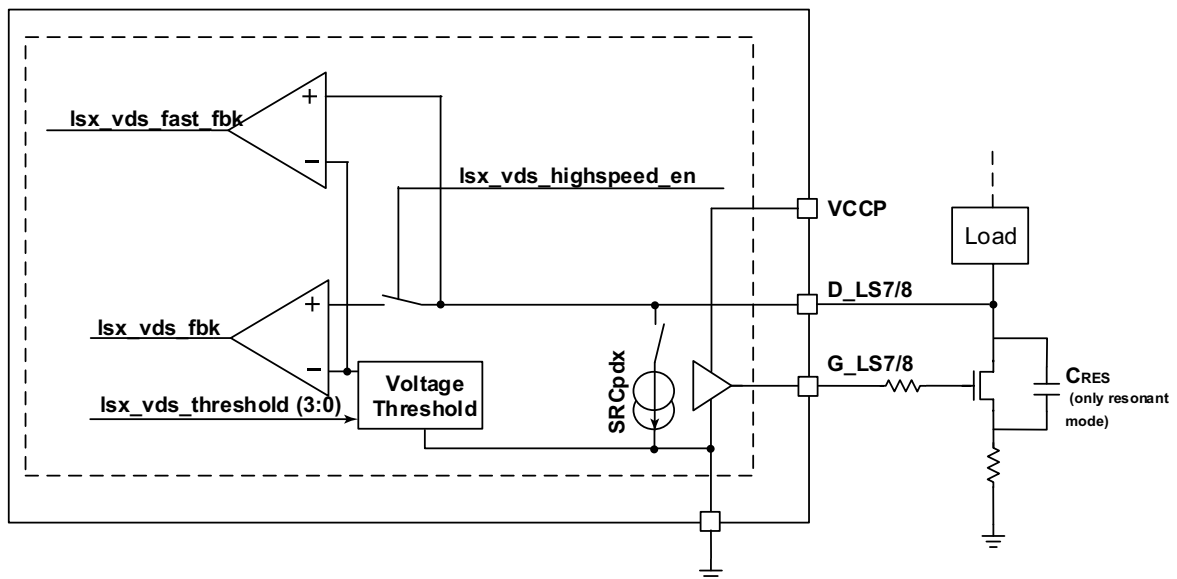 +
lsx_vds_fast_fbk
−
lsx_vds_highspeed_en
VCCP
Load
D_LS7/8
+
lsx_vds_fbk
−
Voltage
Threshold
lsx_vds_threshold (3:0)
SRCpdx
G_LS7/8
CRES
(only resonant
mode)